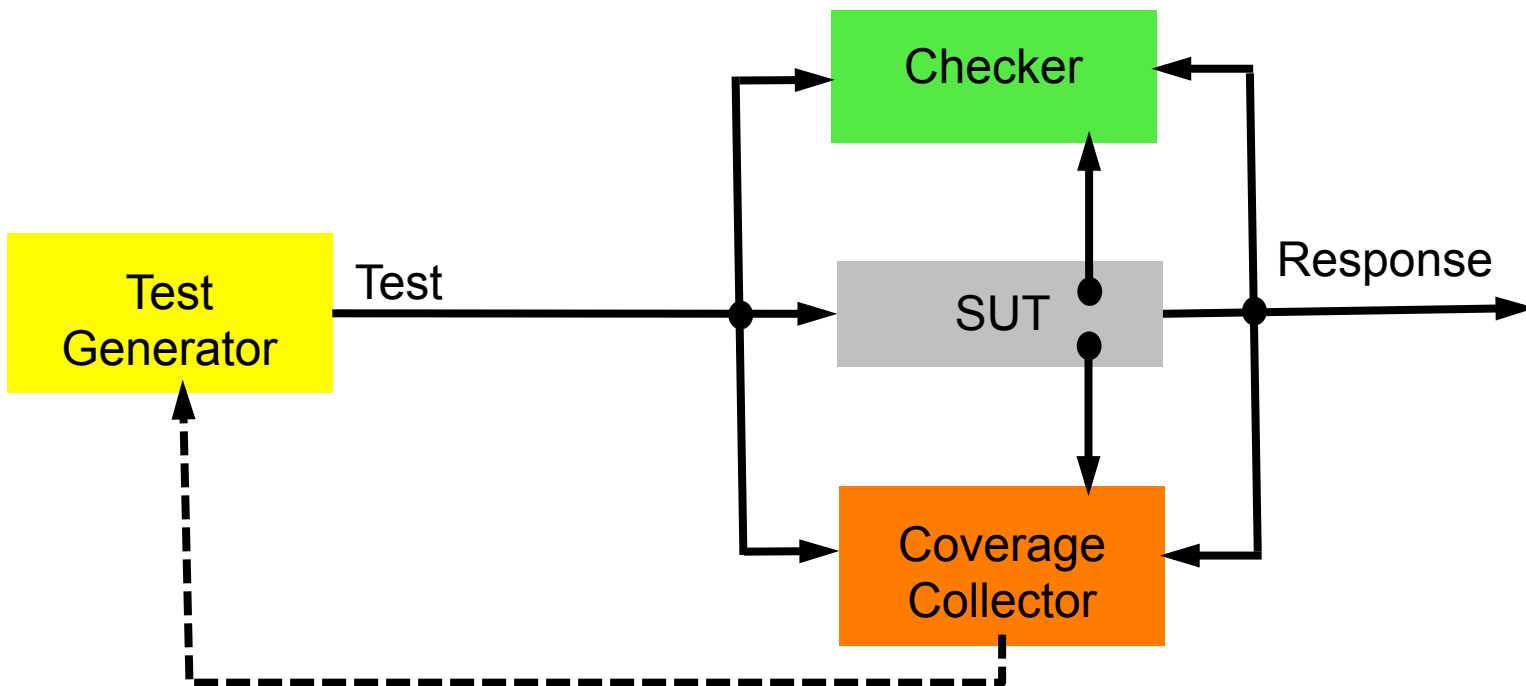 Checker
Test
Generator
Test
SUT
Response
Coverage
Collector